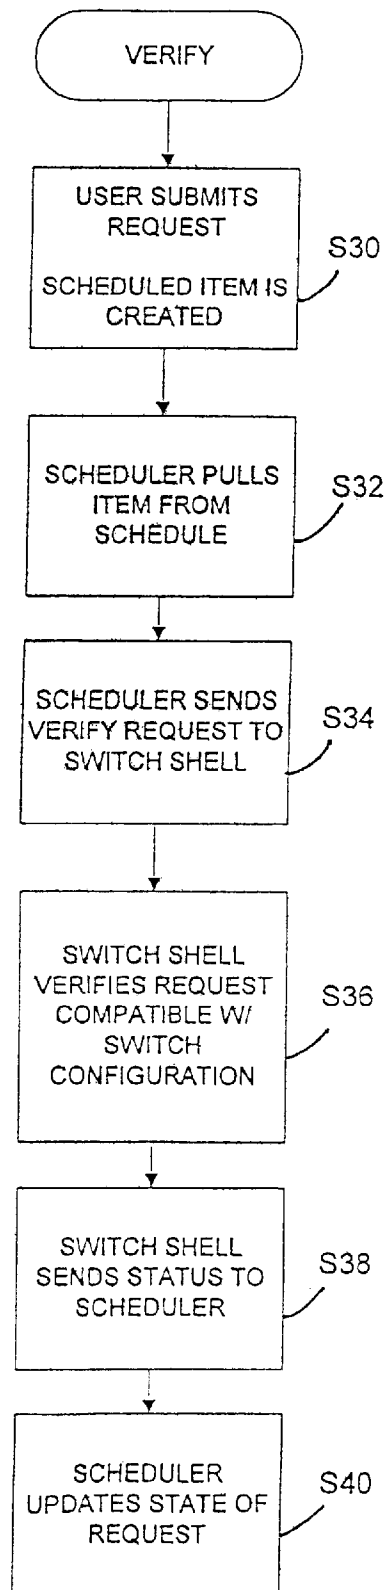 VERIFY
USER SUBMITS
REQUEST
SCHEDULED ITEM IS
CREATED
S30
SCHEDULER PULLS
ITEM FROM
SCHEDULE
S32
SCHEDULER SENDS
VERIFY REQUEST TO
SWITCH SHELL
S34
SWITCH SHELL
VERIFIES REQUEST
COMPATIBLE W/
SWITCH
CONFIGURATION
S36
SWITCH SHELL
SENDS STATUS TO
SCHEDULER
S38
SCHEDULER
UPDATES STATE OF
REQUEST
S40